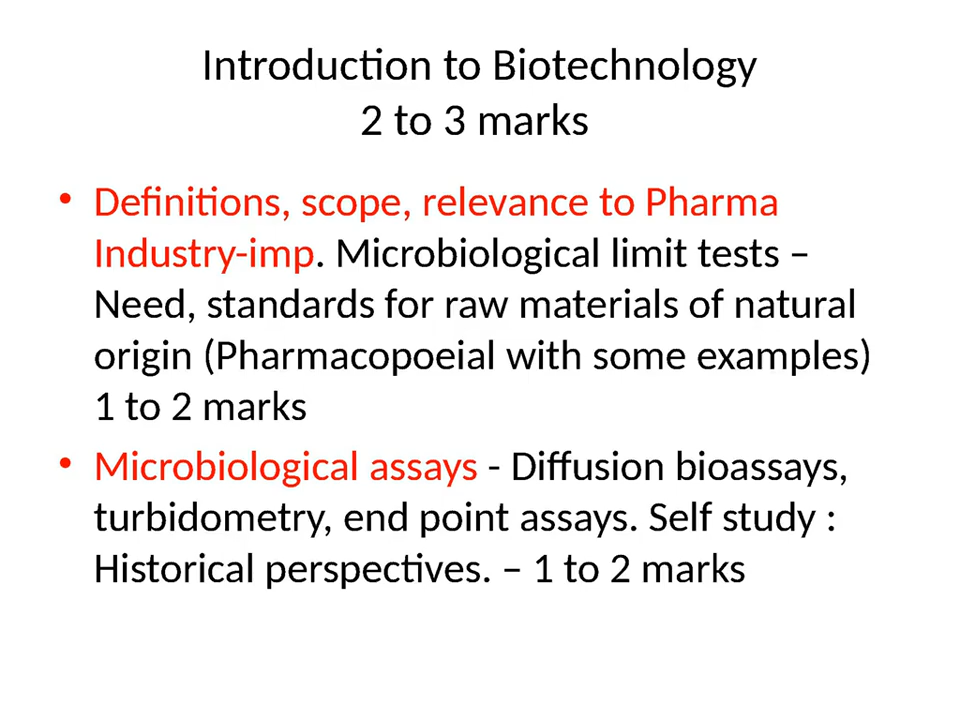 Introduction to Biotechnology
2 to 3 marks
• Definitions, scope, relevance to Pharma
Industry-imp. Microbiological limit tests –
Need, standards for raw materials of natural
origin (Pharmacopoeial with some examples)
1 to 2 marks
• Microbiological assays - Diffusion bioassays,
turbidometry, end point assays. Self study :
Historical perspectives. – 1 to 2 marks